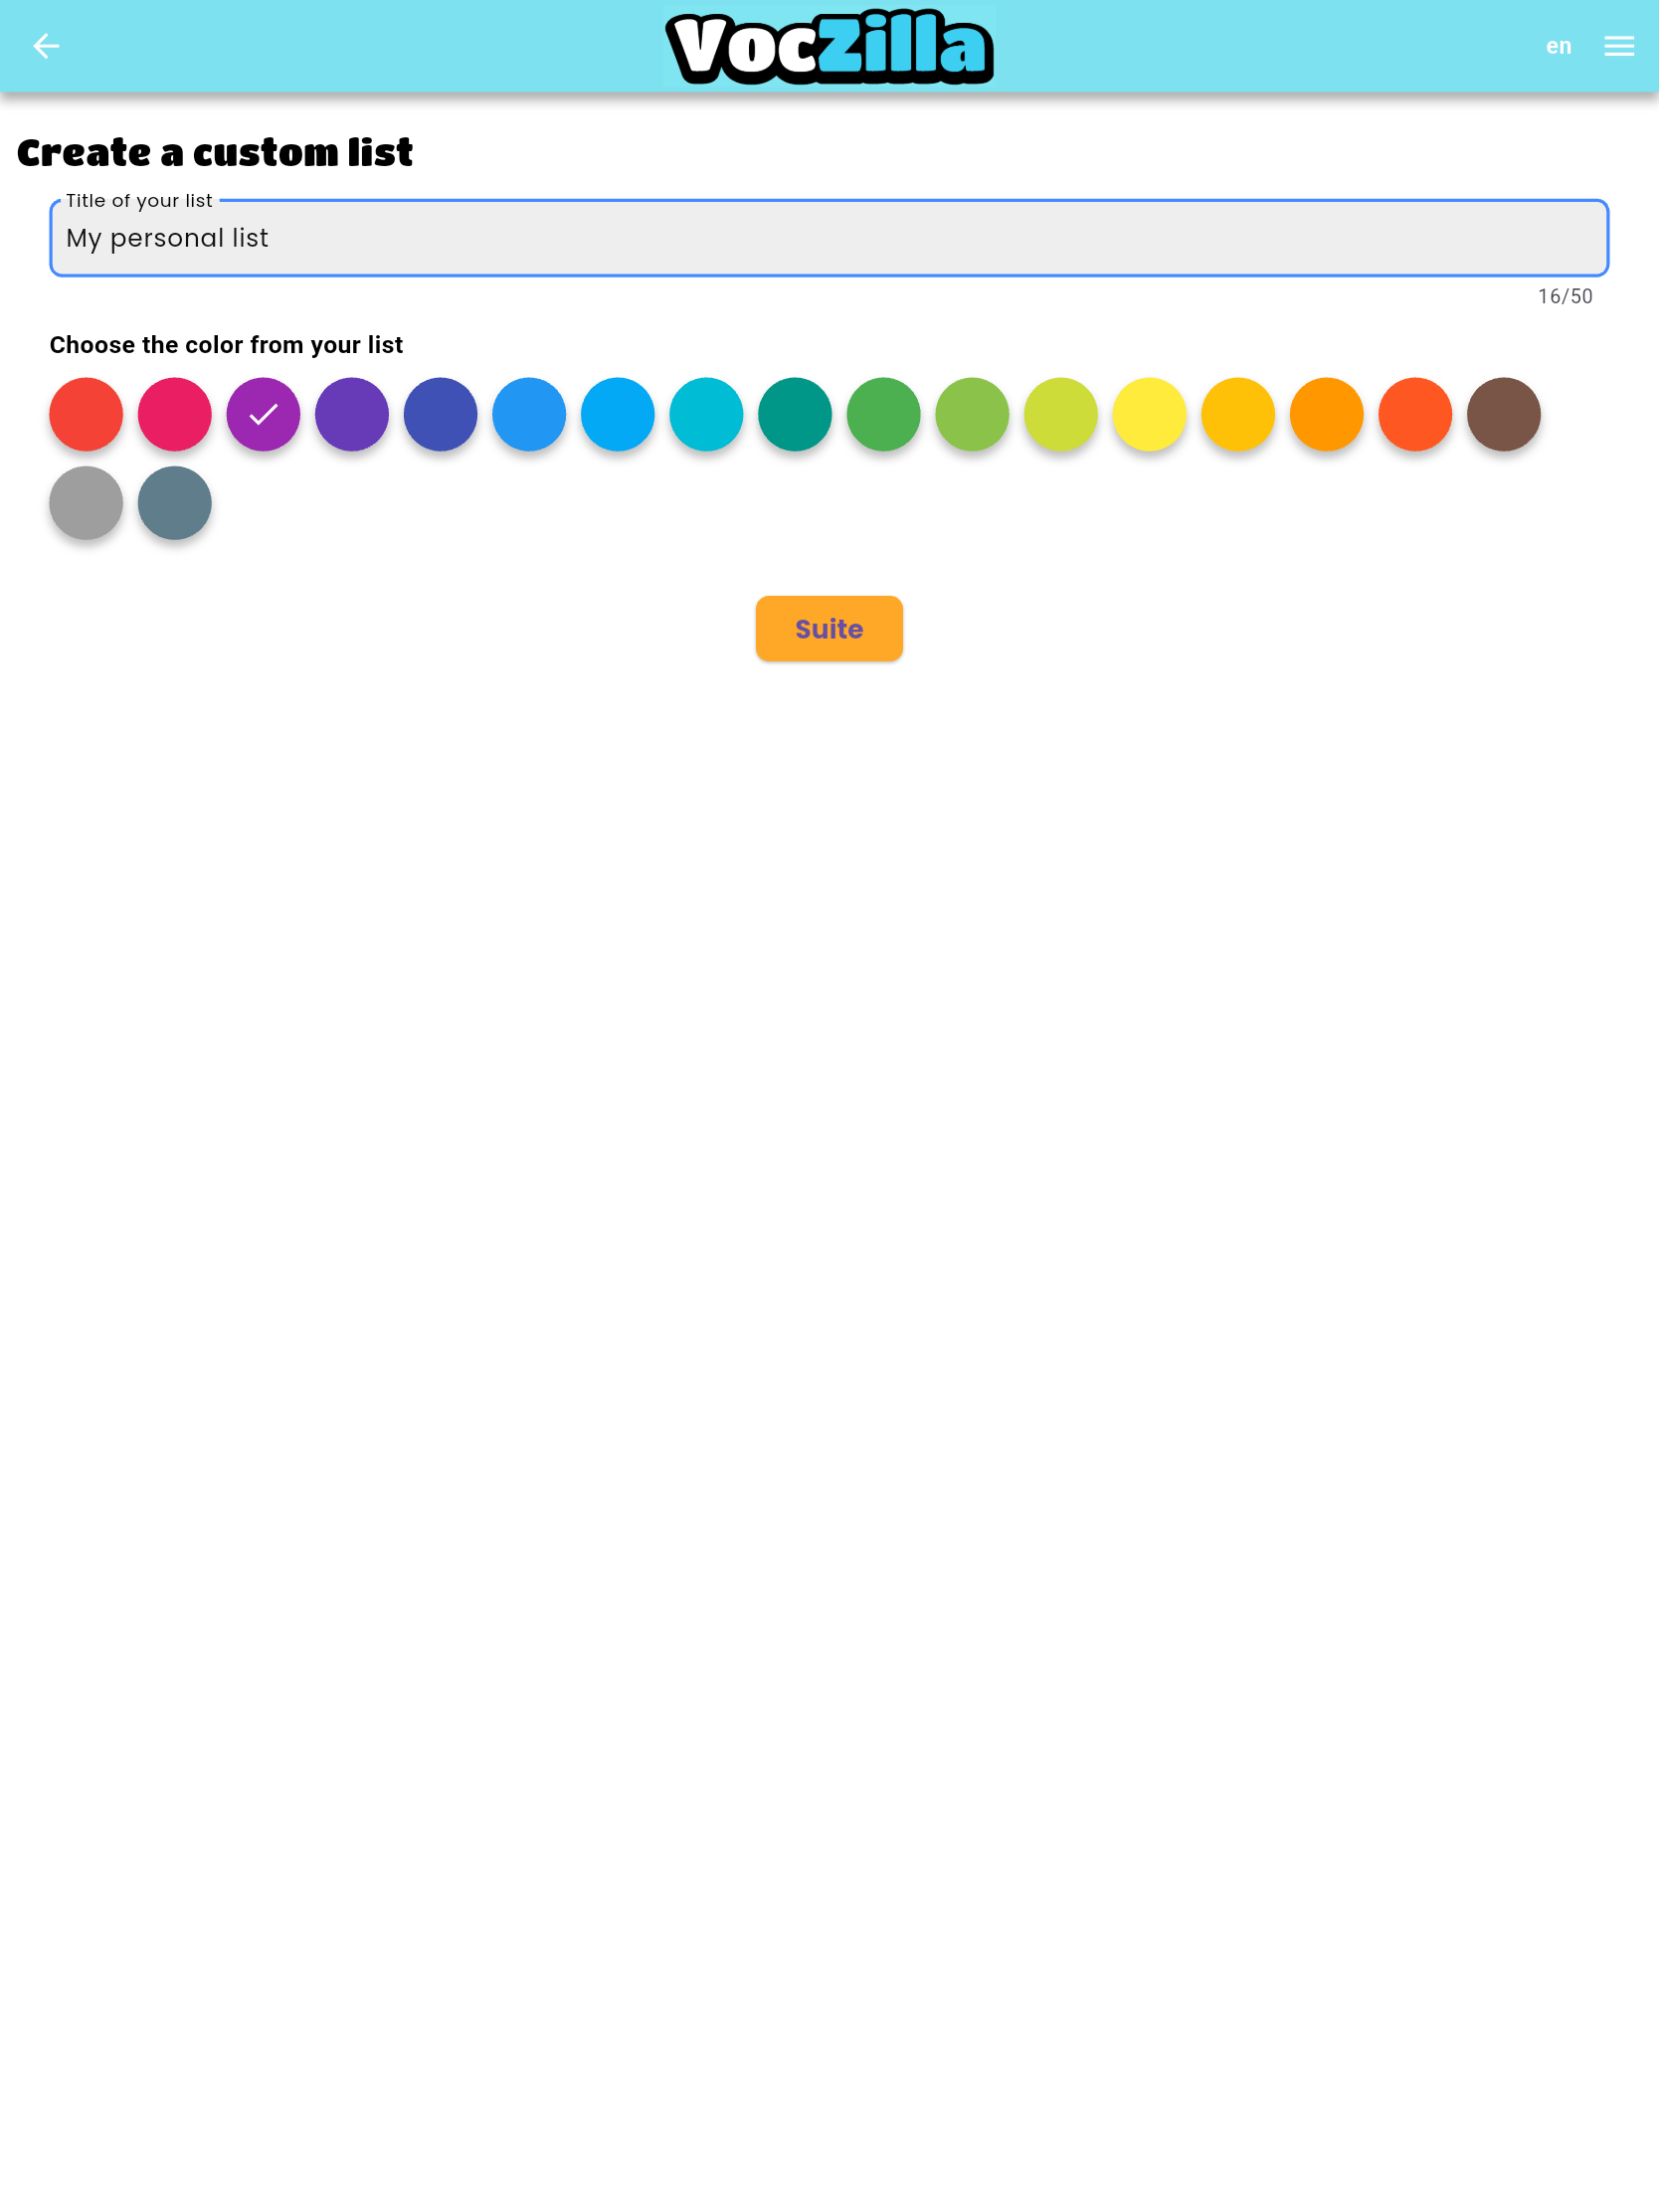 VocZilla
en
Create a custom list
Title of your list
My personal list
16/50
Choose the color from your list
Suite